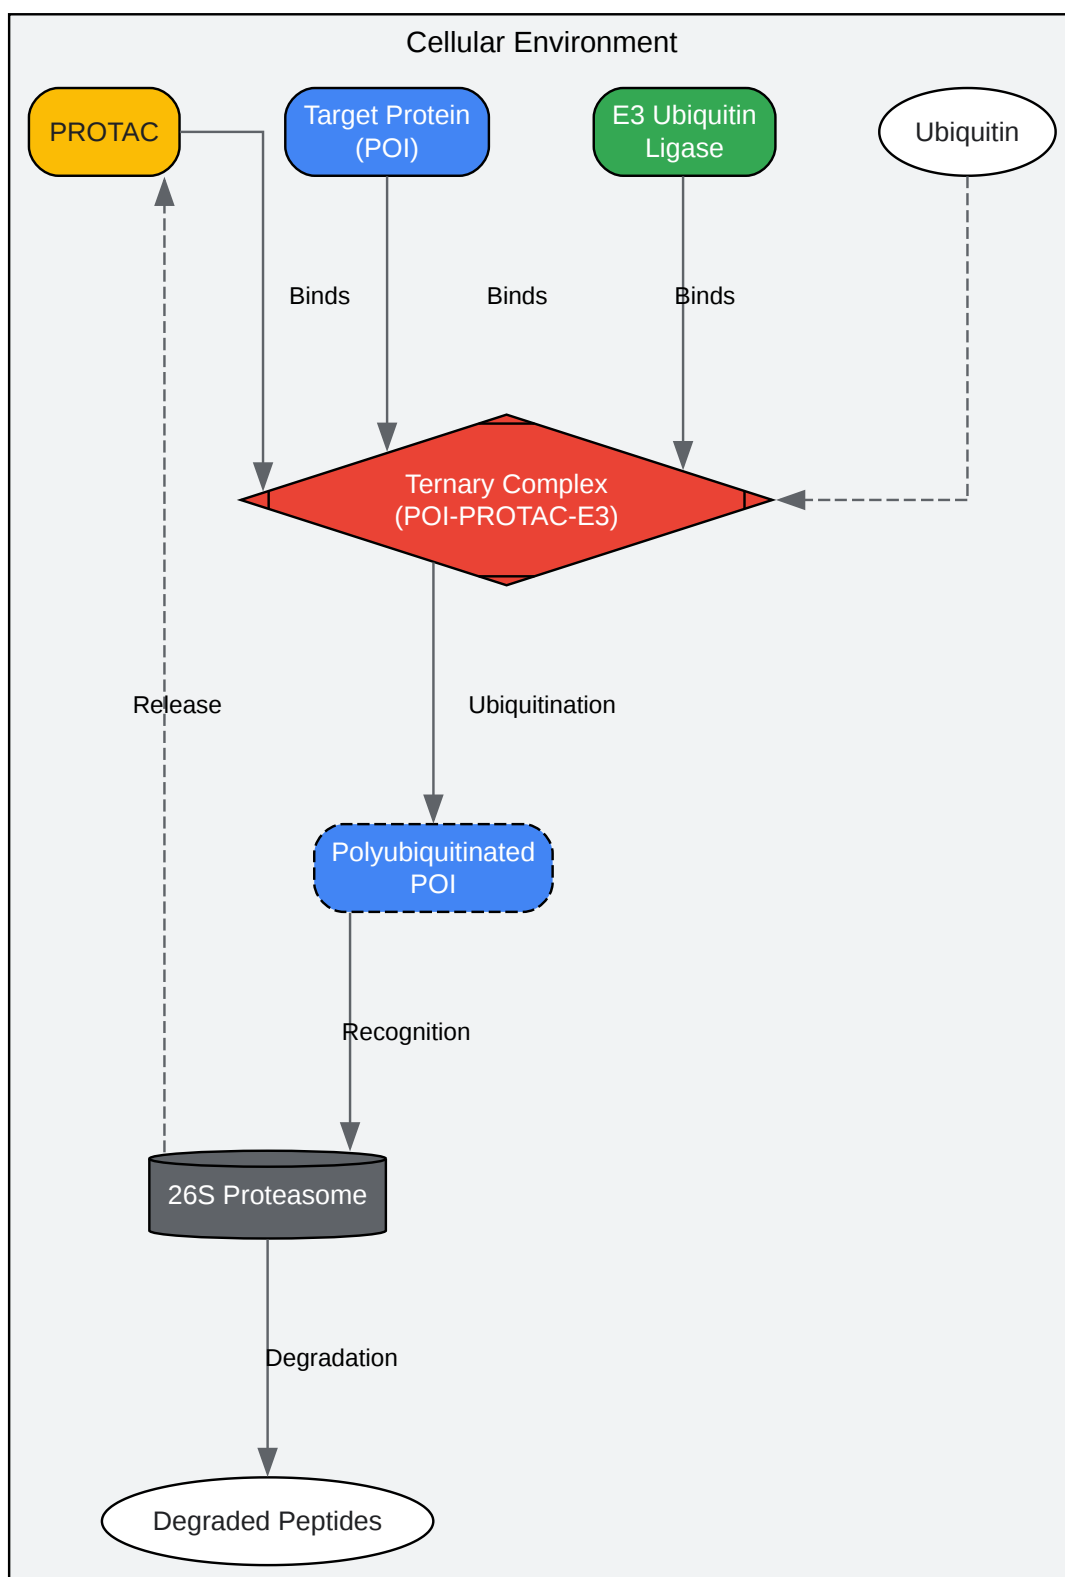 Cellular Environment
PROTAC
Target Protein
(POI)
E3 Ubiquitin
Ligase
Ubiquitin
Binds
Binds
Binds
Ternary Complex
(POI-PROTAC-E3)
Release
Ubiquitination
Polyubiquitinated
POI
Recognition
26S Proteasome
Degradation
Degraded Peptides